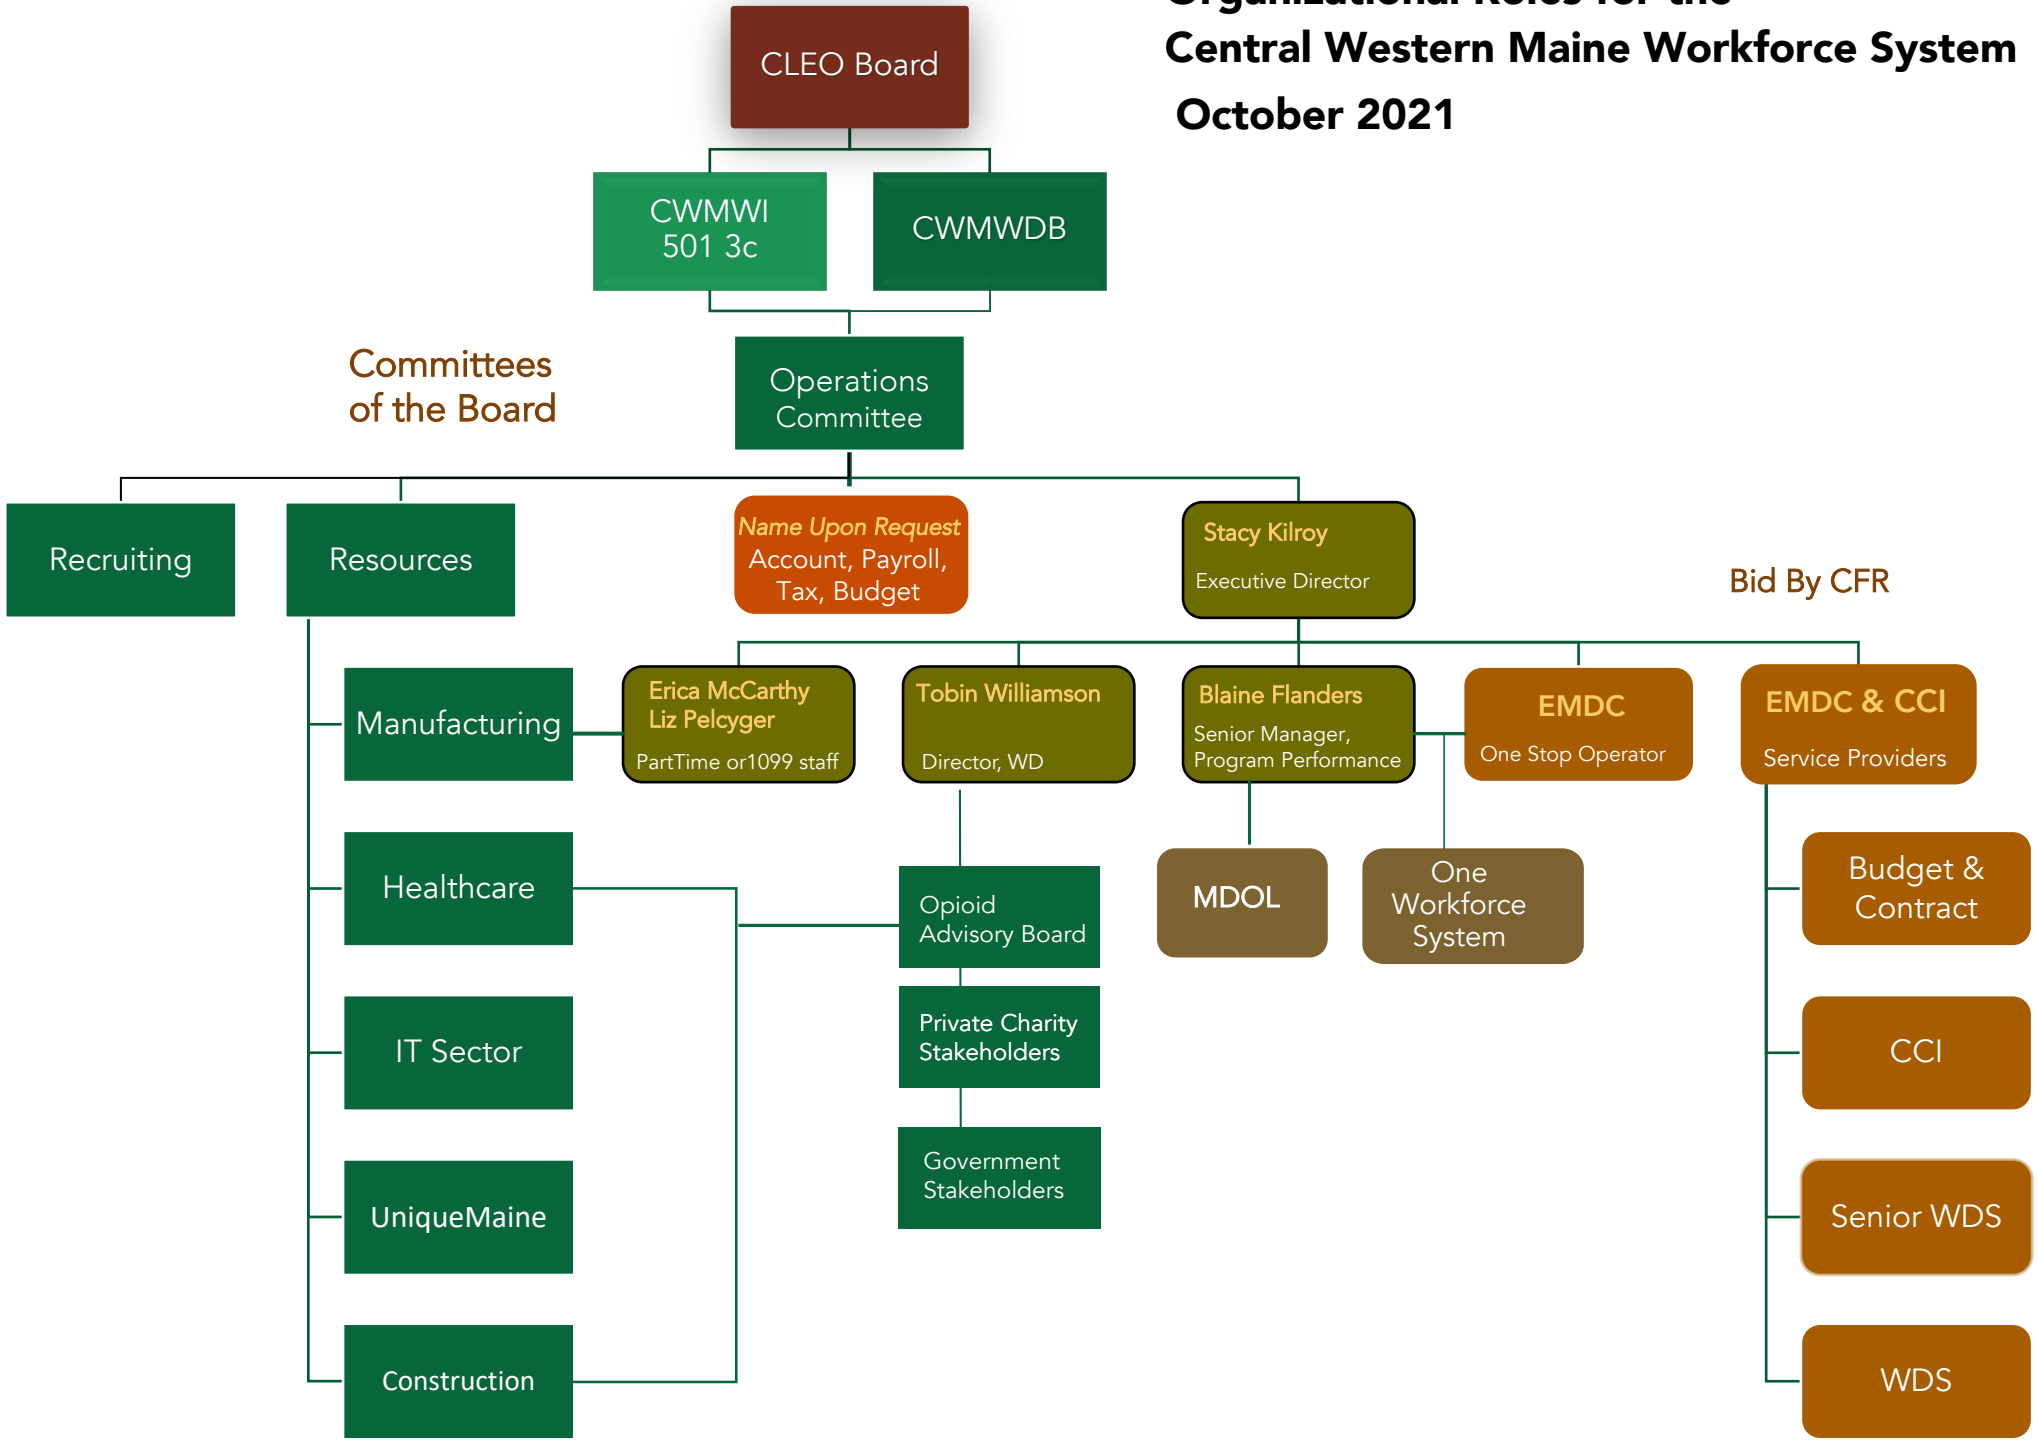 Organizational Roles for the
Central Western Maine Workforce System
October 2021
CLEO Board
CWMWI
501 3c
CWMWDB
Committees
of the Board
Operations
Committee
Recruiting
Resources
Name Upon Request
Account, Payroll,
Tax, Budget
Stacy Kilroy
Executive Director
Bid By CFR
Manufacturing
Erica McCarthy
Liz Pelcyger
PartTime or1099 staff
Tobin Williamson
Director, WD
Blaine Flanders
Senior Manager,
Program Performance
EMDC
One Stop Operator
EMDC & CCI
Service Providers
Healthcare
Opioid
Advisory Board
MDOL
One
Workforce
System
Budget &
Contract
IT Sector
Private Charity
Stakeholders
CCI
UniqueMaine
Government
Stakeholders
Senior WDS
Construction
WDS